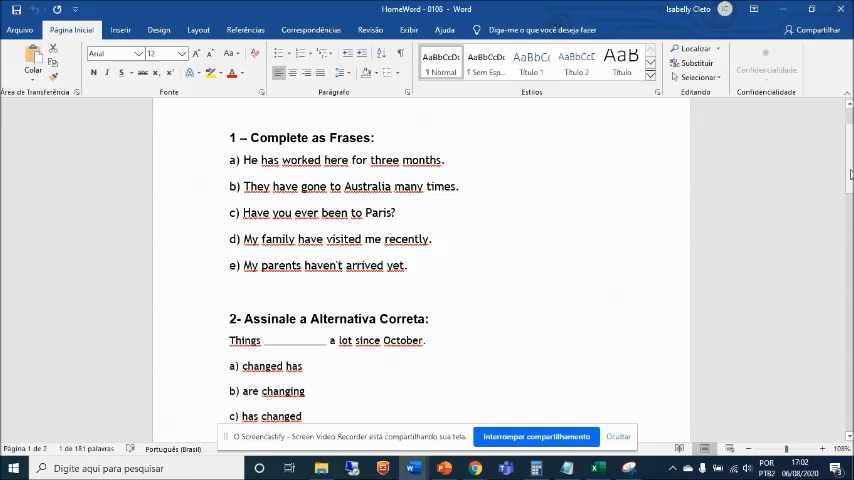 HomeWord - 0108 - Word
Isabelly Cleto
IC
Arquivo Página Inicial Inserir Design Layout Referências Correspondências Revisão Exibir Ajuda Diga-me o que você deseja fazer Compartilhar
Colar
Arial 12
Aa
N I S abc x₂ x² A A
AaBbCcDc AaBbCcDc AaBbCc AaBbCcC AaB
¶ Normal ¶ Sem Esp... Título 1 Título 2 Título
Localizar
Substituir
Selecionar
Confidencialidade
Área de Transferência Fonte Parágrafo Estilos Editando Confidencialidade
1 – Complete as Frases:
a) He has worked here for three months.
b) They have gone to Australia many times.
c) Have you ever been to Paris?
d) My family have visited me recently.
e) My parents haven't arrived yet.
2- Assinale a Alternativa Correta:
Things ____________ a lot since October.
a) changed has
b) are changing
c) has changed
O Screencastify - Screen Video Recorder está compartilhando sua tela. Interromper compartilhamento Ocultar
Página 1 de 2 1 de 181 palavras Português (Brasil) 108%
Digite aqui para pesquisar
POR
PTB2
17:02
06/08/2020
3